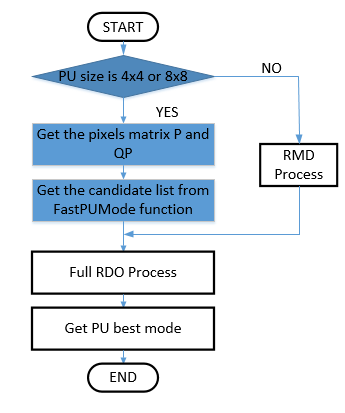 START
PU size is 4x4 or 8x8
NO
YES
Get the pixels matrix P and
QP
RMD
Process
Get the candidate list from
FastPUMode function
Full RDO Process
Get PU best mode
END